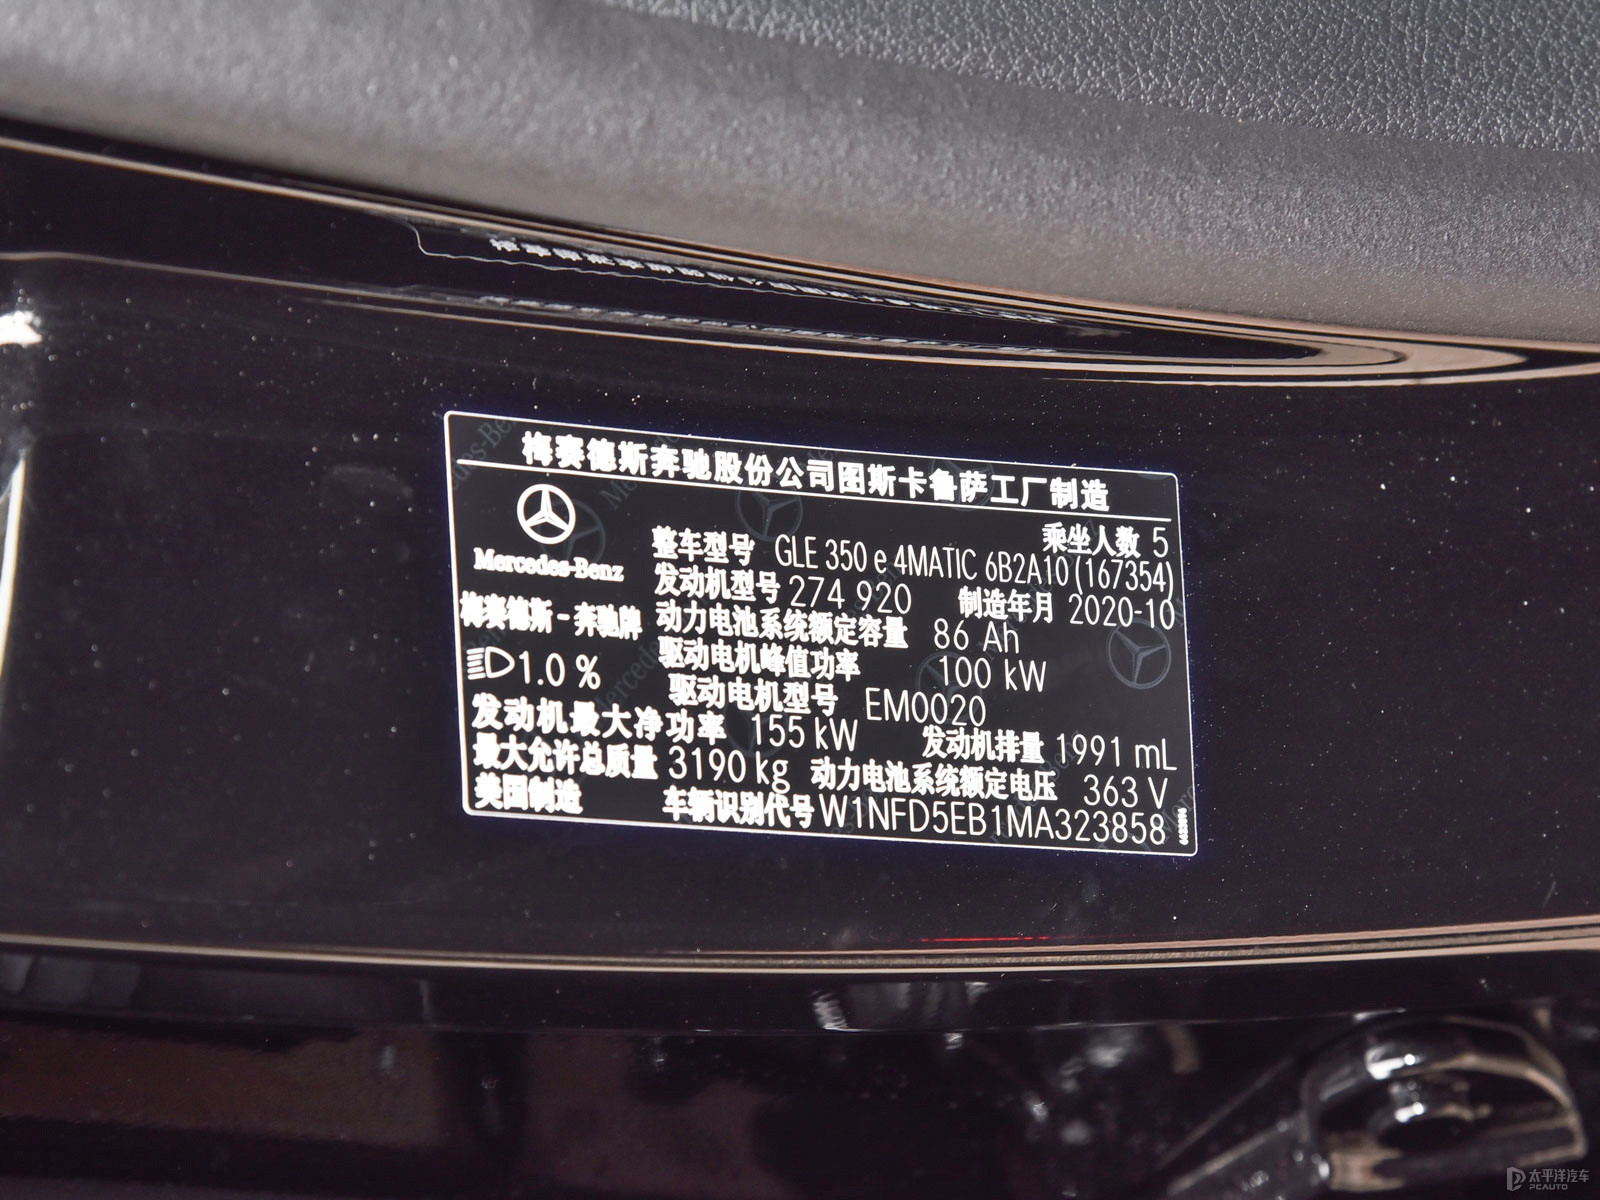 梅赛德斯奔驰股份公司图斯卡鲁萨工厂制造
乘坐人数 5
Mercedes-Benz
整车型号 GLE 350 e 4MATIC 6B2A10 (167354)
发动机型号 274 920 制造年月 2020-10
梅赛德斯-奔驰牌
动力电池系统额定容量 86 Ah
驱动电机峰值功率 100 kW
1.0 %
驱动电机型号 EM0020
发动机最大净功率 155 kW 发动机排量 1991 mL
最大允许总质量 3190 kg 动力电池系统额定电压 363 V
美国制造 车辆识别代号 W1NFD5EB1MA323858
太平洋汽车
PCAUTO